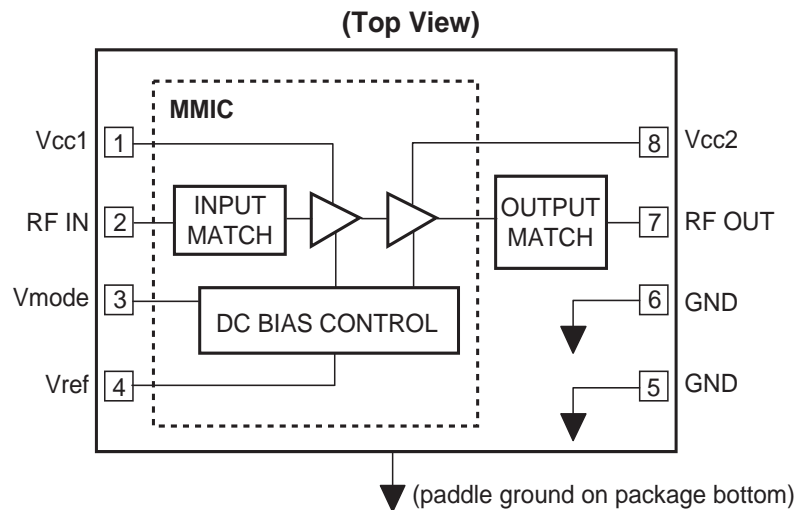 (Top View)
MMIC
Vcc1 1
8 Vcc2
RF IN 2
INPUT
MATCH
OUTPUT
MATCH
7 RF OUT
Vmode 3
6 GND
DC BIAS CONTROL
Vref 4
5 GND
(paddle ground on package bottom)